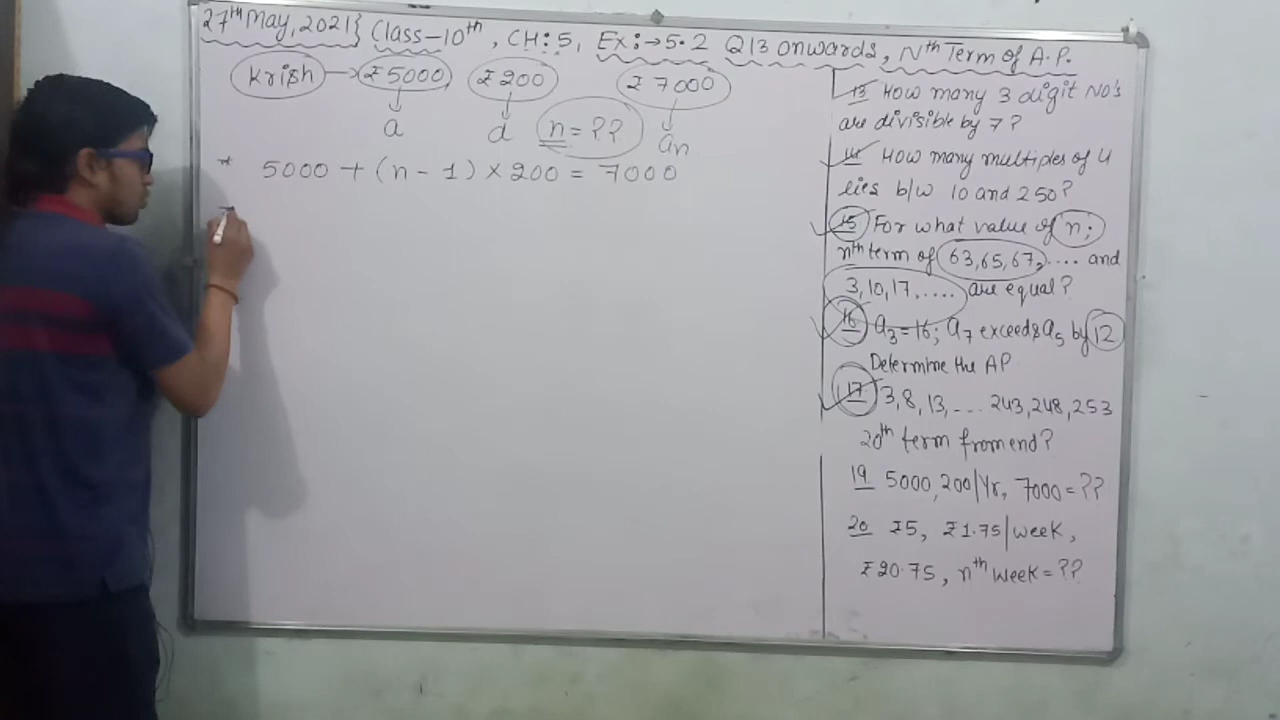 27th May, 2021} Class-10th, CH: 5, Ex:→5.2 Q13 onwards, Nth Term of A.P.
Krish → ₹5000 ₹200 ₹7000
a d n = ?? an
* 5000 + (n - 1) × 200 = 7000
13 How many 3 digit No's
are divisible by 7?
14 How many multiples of 4
lies b/w 10 and 250?
15 For what value of n;
nth term of 63,65,67,.... and
3,10,17,.... are equal?
16 a3=16; a7 exceeds a5 by 12
Determine the AP
17 3,8,13,... 243,248,253
20th term from end?
19 5000,200/Yr, 7000=??
20 ₹5, ₹1.75/week,
₹20.75, nth week=??